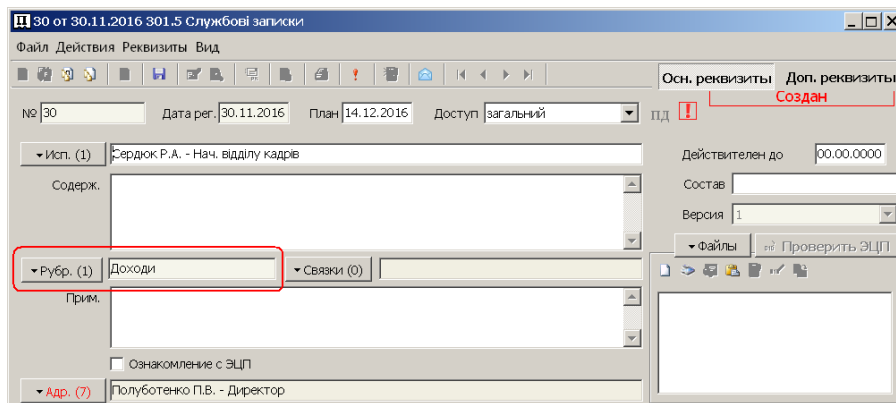 30 от 30.11.2016 301.5 Службові записки
Файл Действия Реквизиты Вид
Осн. реквизиты Доп. реквизиты
Создан
№ 30 Дата рег. 30.11.2016 План 14.12.2016 Доступ загальний пд !
Исп. (1) Сердюк Р.А. - Нач. відділу кадрів Действителен до 00.00.0000
Содерж. Состав
Версия 1
Файлы Проверить ЭЦП
Рубр. (1) Доходи Связки (0)
Прим.
Ознакомление с ЭЦП
Адр. (7) Полуботенко П.В. - Директор